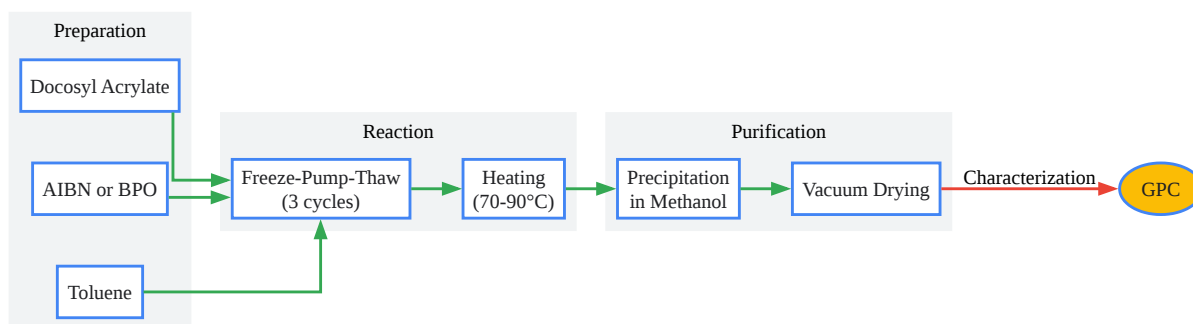 Preparation
Docosyl Acrylate
AIBN or BPO
Toluene
Reaction
Freeze-Pump-Thaw
(3 cycles)
Heating
(70-90°C)
Purification
Precipitation
in Methanol
Vacuum Drying
Characterization
GPC